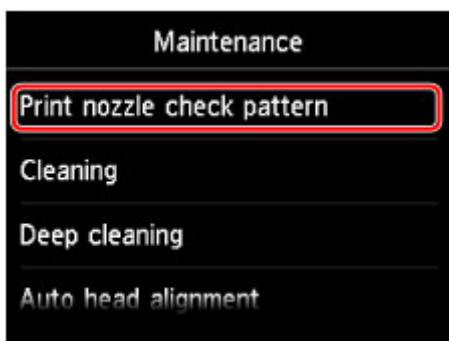 Maintenance
Print nozzle check pattern
Cleaning
Deep cleaning
Auto head alignment